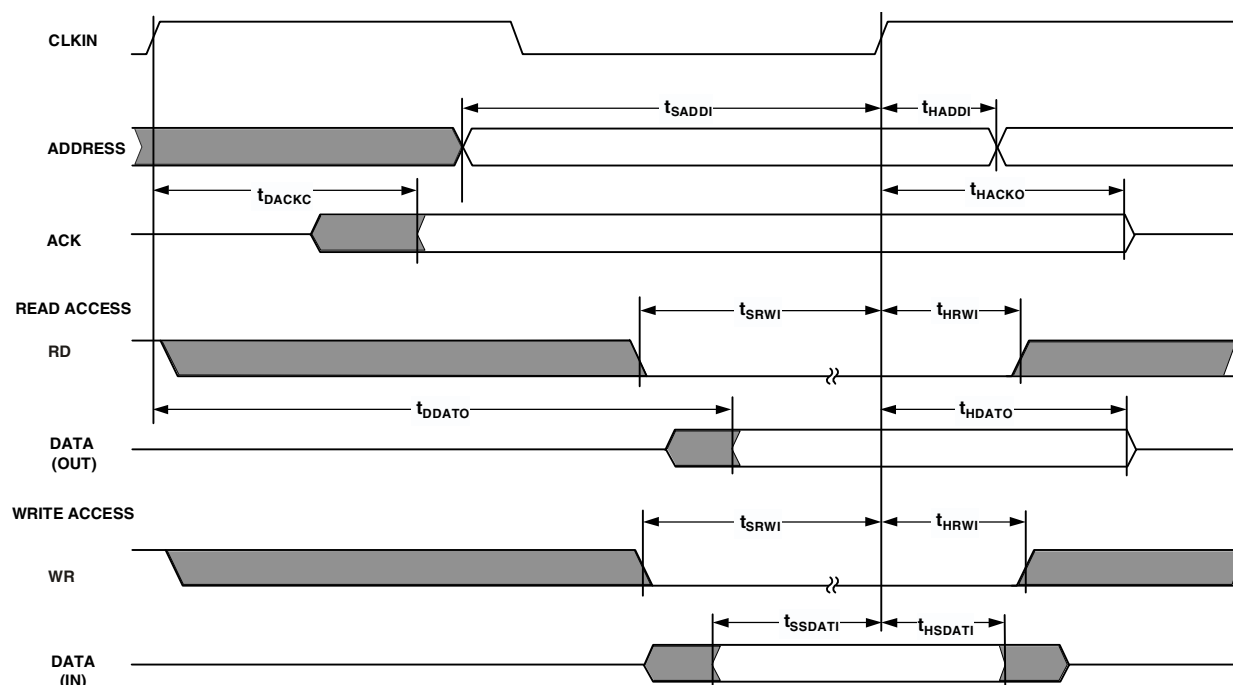 CLKIN
tSADDI
tHADDI
ADDRESS
tDACKC
tHACKO
ACK
READ ACCESS
tSRWI
tHRWI
RD
tDDATO
tHDATO
DATA
(OUT)
WRITE ACCESS
tSRWI
tHRWI
WR
tSSDATI
tHSDATI
DATA
(IN)